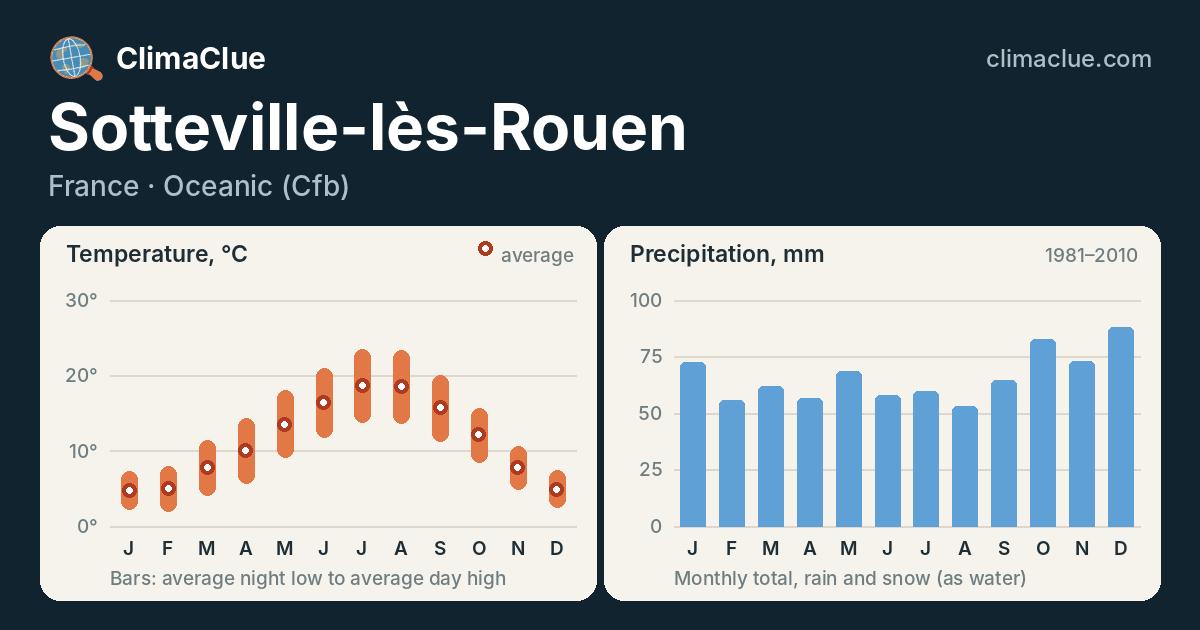 ClimaClue
climaclue.com
Sotteville-lès-Rouen
France · Oceanic (Cfb)
Temperature, °C
average
30°
20°
10°
0°
J F M A M J J A S O N D
Bars: average night low to average day high
Precipitation, mm
1981–2010
100
75
50
25
0
J F M A M J J A S O N D
Monthly total, rain and snow (as water)